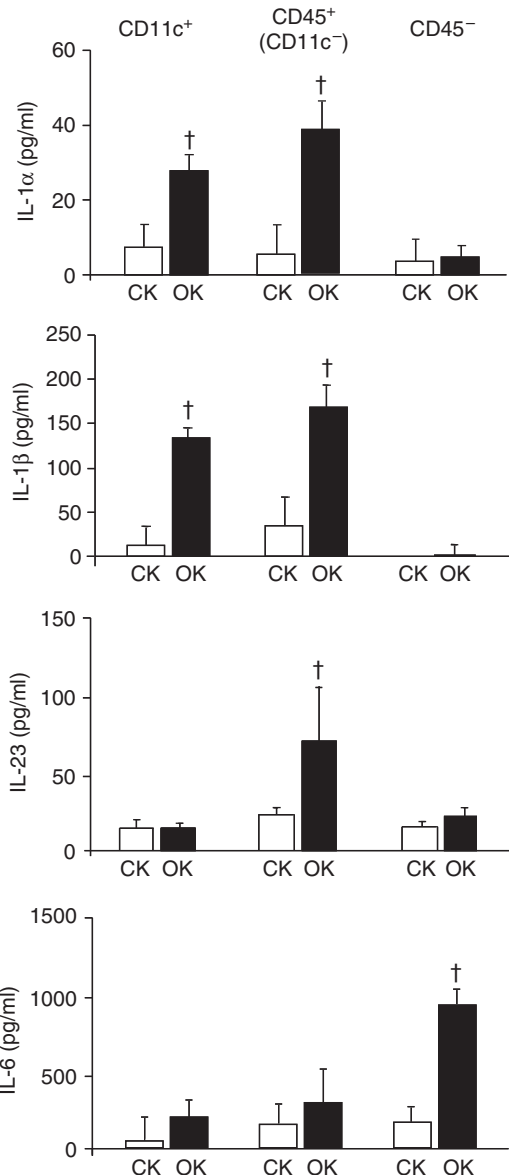 CD11c⁺ CD45⁺ (CD11c⁻) CD45⁻
IL-1α (pg/ml)
60
40
20
0
† †
CK OK CK OK CK OK
IL-1β (pg/ml)
250
200
150
100
50
0
† †
CK OK CK OK CK OK
IL-23 (pg/ml)
150
100
50
0
†
CK OK CK OK CK OK
IL-6 (pg/ml)
1500
1000
500
0
†
CK OK CK OK CK OK